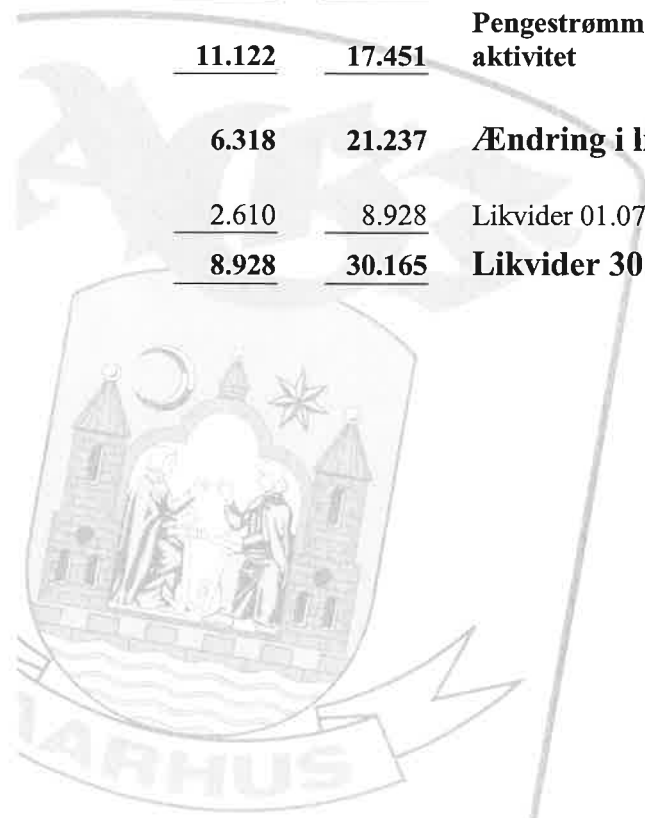 Pengestrømm
11.122 17.451 aktivitet
6.318 21.237 Ændring i l
2.610 8.928 Likvider 01.07
8.928 30.165 Likvider 30
AARHUS